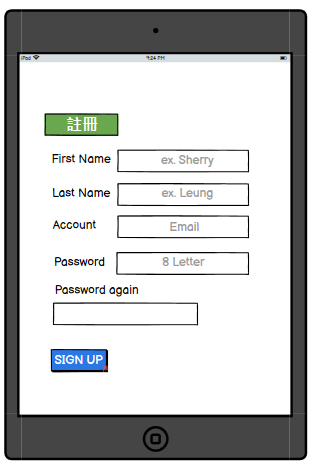 iPad 9:24 PM
註冊
First Name ex. Sherry
Last Name ex. Leung
Account Email
Password 8 Letter
Password again
SIGN UP